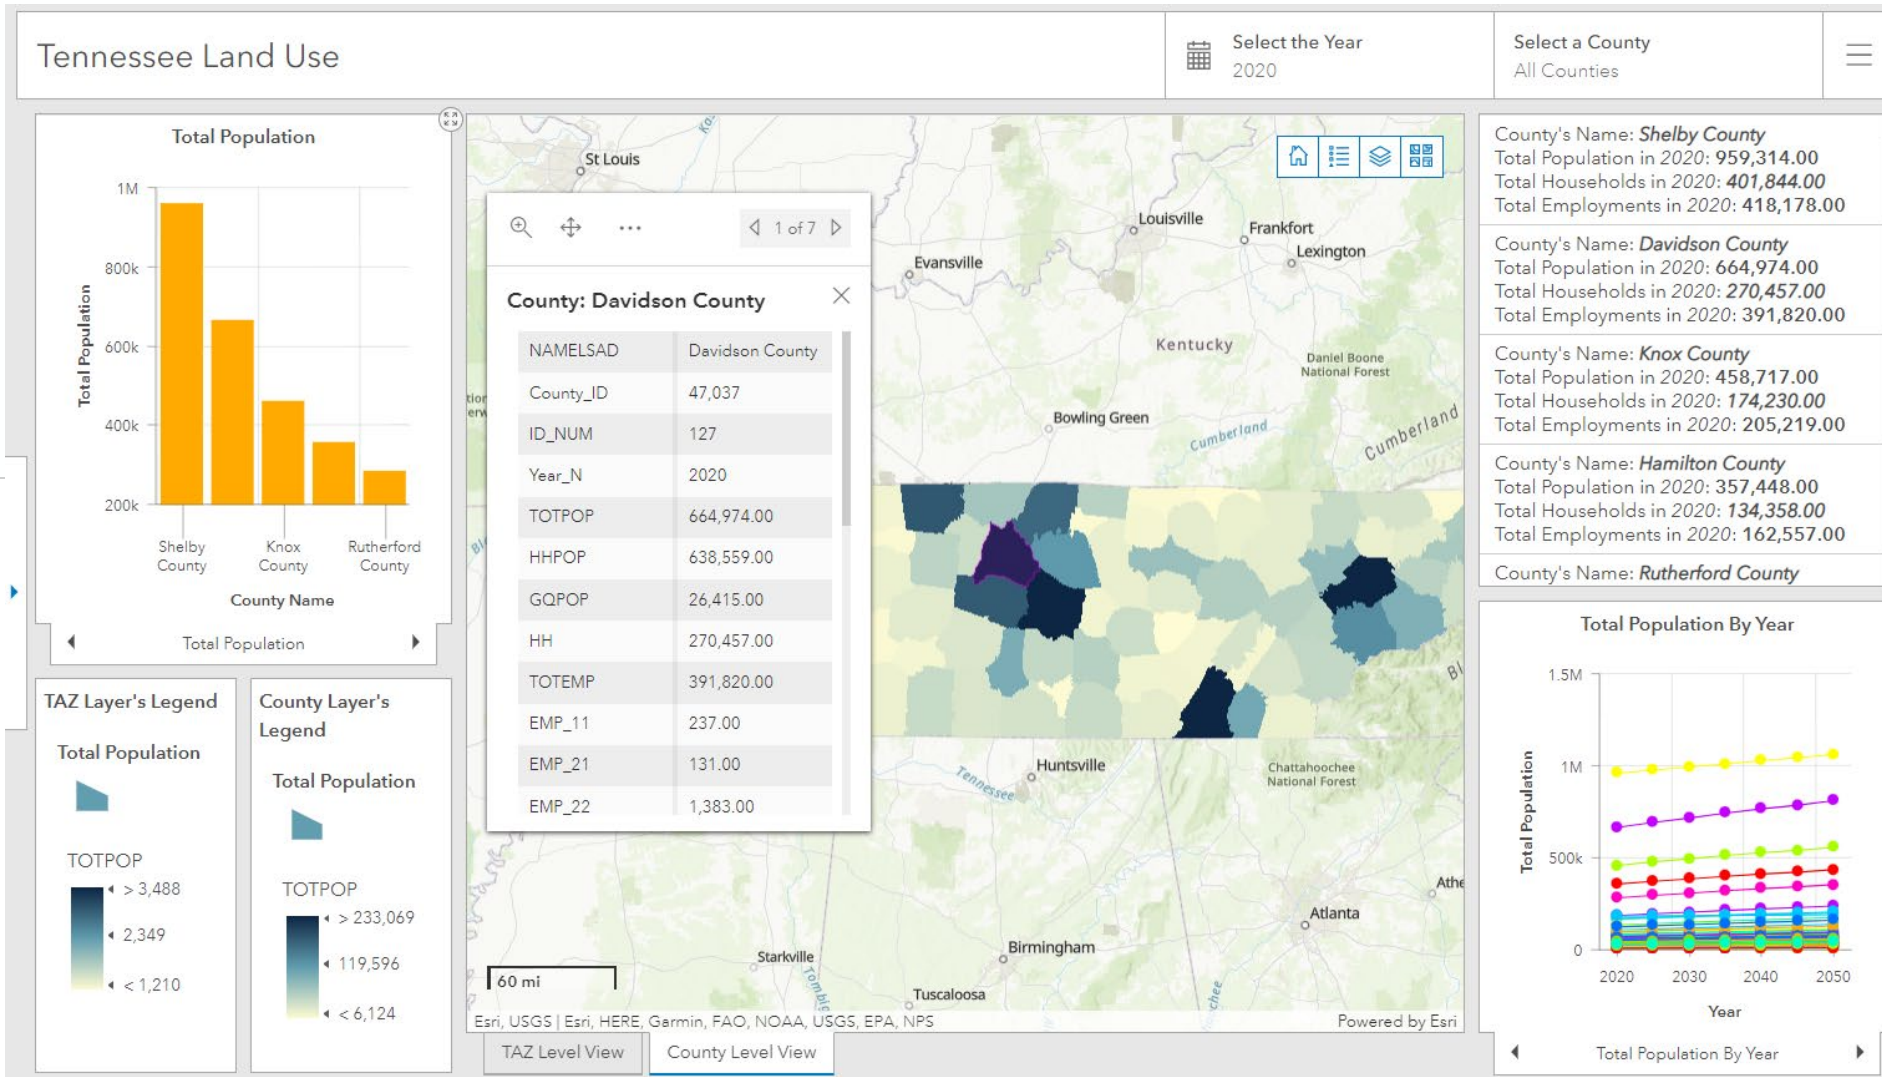 Tennessee Land Use
Select the Year
2020
Select a County
All Counties
Total Population
1M
800k
600k
400k
200k
Total Population
Shelby County
Knox County
Rutherford County
County Name
Total Population
TAZ Layer's Legend
Total Population
TOTPOP
> 3,488
2,349
< 1,210
County Layer's
Legend
Total Population
TOTPOP
> 233,069
119,596
< 6,124
1 of 7
County: Davidson County
NAMELSAD Davidson County
County_ID 47,037
ID_NUM 127
Year_N 2020
TOTPOP 664,974.00
HHPOP 638,559.00
GQPOP 26,415.00
HH 270,457.00
TOTEMP 391,820.00
EMP_11 237.00
EMP_21 131.00
EMP_22 1,383.00
St Louis
Louisville
Frankfort
Lexington
Evansville
Kentucky
Daniel Boone
National Forest
Bowling Green
Cumberland
Cumberland
Huntsville
Tennessee
Chattahoochee
National Forest
Atlanta
Birmingham
Starkville
Tuscaloosa
60 mi
Esri, USGS | Esri, HERE, Garmin, FAO, NOAA, USGS, EPA, NPS
Powered by Esri
TAZ Level View
County Level View
County's Name: Shelby County
Total Population in 2020: 959,314.00
Total Households in 2020: 401,844.00
Total Employments in 2020: 418,178.00
County's Name: Davidson County
Total Population in 2020: 664,974.00
Total Households in 2020: 270,457.00
Total Employments in 2020: 391,820.00
County's Name: Knox County
Total Population in 2020: 458,717.00
Total Households in 2020: 174,230.00
Total Employments in 2020: 205,219.00
County's Name: Hamilton County
Total Population in 2020: 357,448.00
Total Households in 2020: 134,358.00
Total Employments in 2020: 162,557.00
County's Name: Rutherford County
Total Population By Year
1.5M
1M
500k
0
Total Population
2020 2030 2040 2050
Year
Total Population By Year